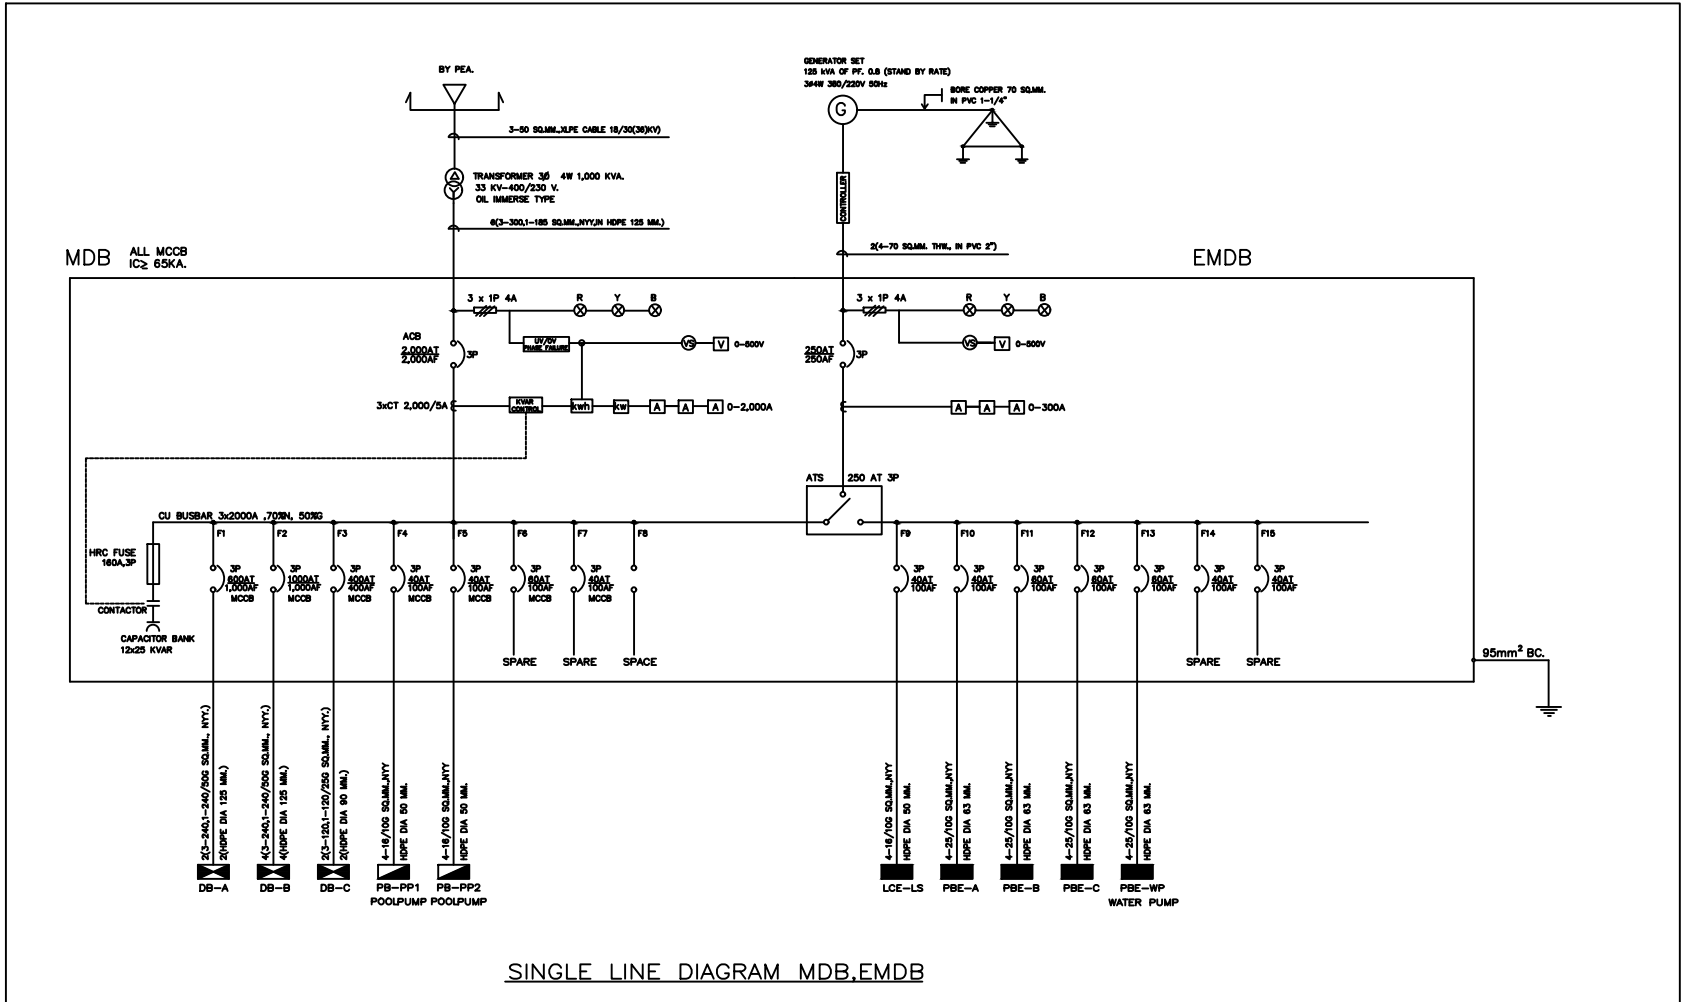 BY PEA.
3-50 SQ.MM.,XLPE CABLE 18/30(36)KV)
TRANSFORMER 3Ø 4W 1,000 KVA.
33 KV-400/230 V.
OIL IMMERSE TYPE
6(3-300,1-185 SQ.MM.,NYY,IN HDPE 125 MM.)
GENERATOR SET
125 kVA OF PF. 0.8 (STAND BY RATE)
3Ø4W 380/220V 50Hz
G
BORE COPPER 70 SQ.MM.
IN PVC 1-1/4"
CONTROLLER
2(4-70 SQ.MM. THW., IN PVC 2")
MDB
ALL MCCB
IC≥ 65KA.
EMDB
3 x 1P 4A
R Y B
ACB
2,000AT
2,000AF
3P
UV/OV
PHASE FAILURE
VS V 0-500V
3xCT 2,000/5A
KVAR
CONTROL
kwh kw A A A 0-2,000A
3 x 1P 4A
R Y B
250AT
250AF
3P
VS V 0-500V
A A A 0-300A
ATS 250 AT 3P
CU BUSBAR 3x2000A ,70%N, 50%G
HRC FUSE
160A,3P
CONTACTOR
CAPACITOR BANK
12x25 KVAR
F1 F2 F3 F4 F5 F6 F7 F8 F9 F10 F11 F12 F13 F14 F15
3P 3P 3P 3P 3P 3P 3P 3P 3P 3P 3P 3P 3P 3P
1000AT 400AT 40AT 40AT 60AT 40AT 40AT 40AT 60AT 60AT 60AT 40AT 40AT
1,000AF 1,000AF 400AF 100AF 100AF 100AF 100AF 100AF 100AF 100AF 100AF 100AF 100AF 100AF
MCCB MCCB MCCB MCCB MCCB MCCB MCCB
SPARE SPARE SPACE SPARE SPARE
95mm² BC.
2(3-240,1-240/50G SQ.MM., NYY.)
2(HDPE DIA 125 MM.)
4(3-240,1-240/50G SQ.MM., NYY.)
4(HDPE DIA 125 MM.)
2(3-120,1-120/25G SQ.MM., NYY.)
2(HDPE DIA 90 MM.)
4-16/10G SQ.MM.,NYY
HDPE DIA 50 MM.
4-16/10G SQ.MM.,NYY
HDPE DIA 50 MM.
4-16/10G SQ.MM.,NYY
HDPE DIA 50 MM.
4-25/10G SQ.MM.,NYY
HDPE DIA 63 MM.
4-25/10G SQ.MM.,NYY
HDPE DIA 63 MM.
4-25/10G SQ.MM.,NYY
HDPE DIA 63 MM.
4-25/10G SQ.MM.,NYY
HDPE DIA 63 MM.
DB-A DB-B DB-C PB-PP1 PB-PP2 LCE-LS PBE-A PBE-B PBE-C PBE-WP
POOLPUMP POOLPUMP WATER PUMP
SINGLE LINE DIAGRAM MDB,EMDB